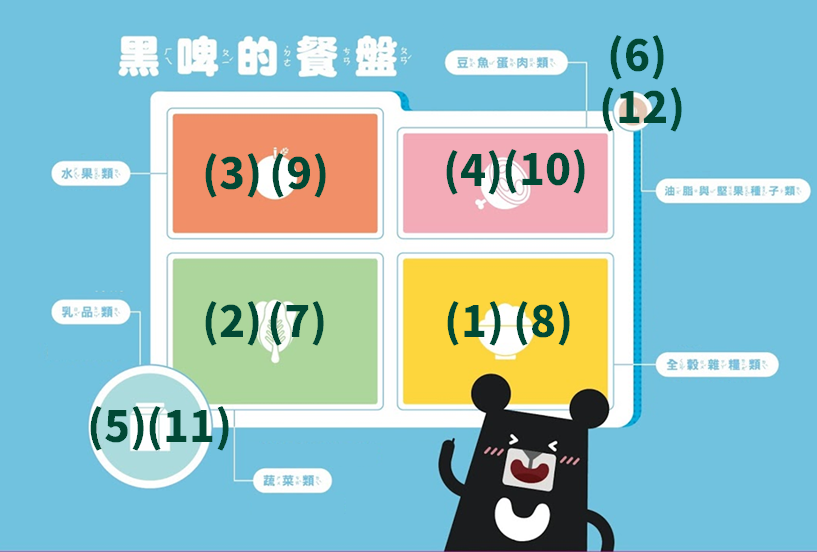 黑啤的餐盤
豆魚蛋肉類
(6)
(12)
水果類
(3) (9)
(4)(10)
油脂與堅果種子類
乳品類
(2) (7)
(1) (8)
全穀雜糧類
(5)(11)
蔬菜類